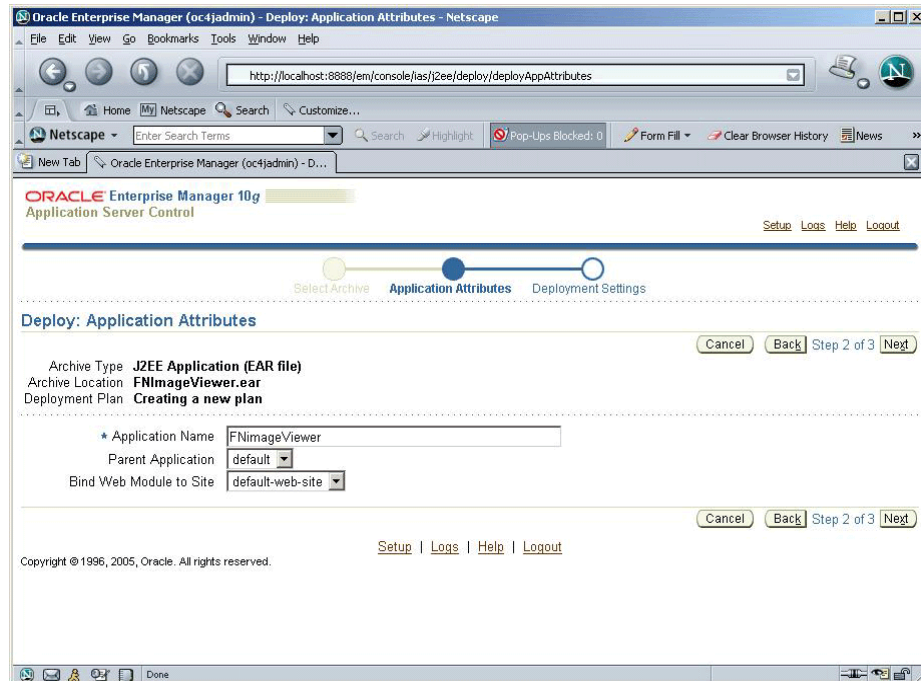 Oracle Enterprise Manager (oc4jadmin) - Deploy: Application Attributes - Netscape
File Edit View Go Bookmarks Tools Window Help
http://localhost:8888/em/console/ias/j2ee/deploy/deployAppAttributes
Home My Netscape Search Customize...
Netscape Enter Search Terms Search Highlight Pop-Ups Blocked: 0 Form Fill Clear Browser History News »
New Tab Oracle Enterprise Manager (oc4jadmin) - D...
ORACLE Enterprise Manager 10g
Application Server Control
Setup Logs Help Logout
Select Archive Application Attributes Deployment Settings
Deploy: Application Attributes
Cancel Back Step 2 of 3 Next
Archive Type J2EE Application (EAR file)
Archive Location FNImageViewer.ear
Deployment Plan Creating a new plan
* Application Name FNimageViewer
Parent Application default
Bind Web Module to Site default-web-site
Cancel Back Step 2 of 3 Next
Setup | Logs | Help | Logout
Copyright © 1996, 2005, Oracle. All rights reserved.
Done